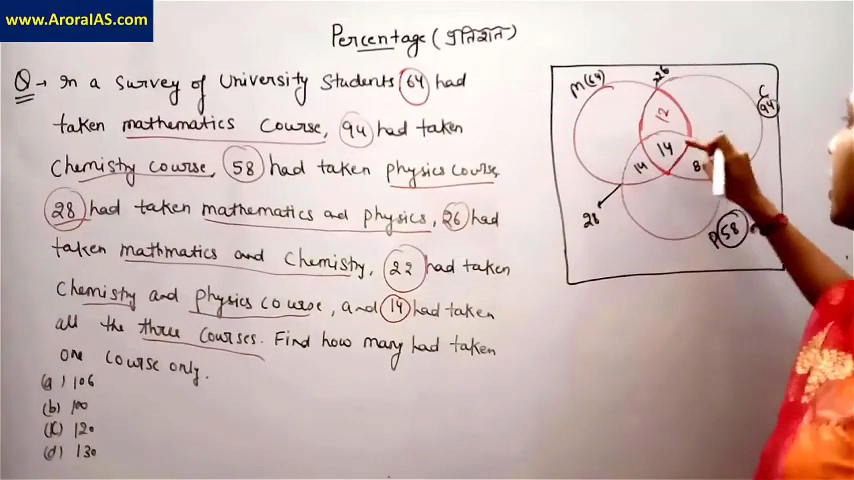 www.AroraIAS.com
Percentage (प्रतिशत)
Q → In a survey of University Students 64 had
taken mathematics course, 94 had taken
Chemistry course, 58 had taken physics course,
28 had taken mathematics and physics, 26 had
taken mathmatics and Chemistry, 22 had taken
Chemistry and physics course, and 14 had taken
all the three courses. Find how many had taken
one course only.
(a) 106
(b) 100
(c) 120
(d) 130
M(64)
26
C
94
12
14
14
8
28
P(58)